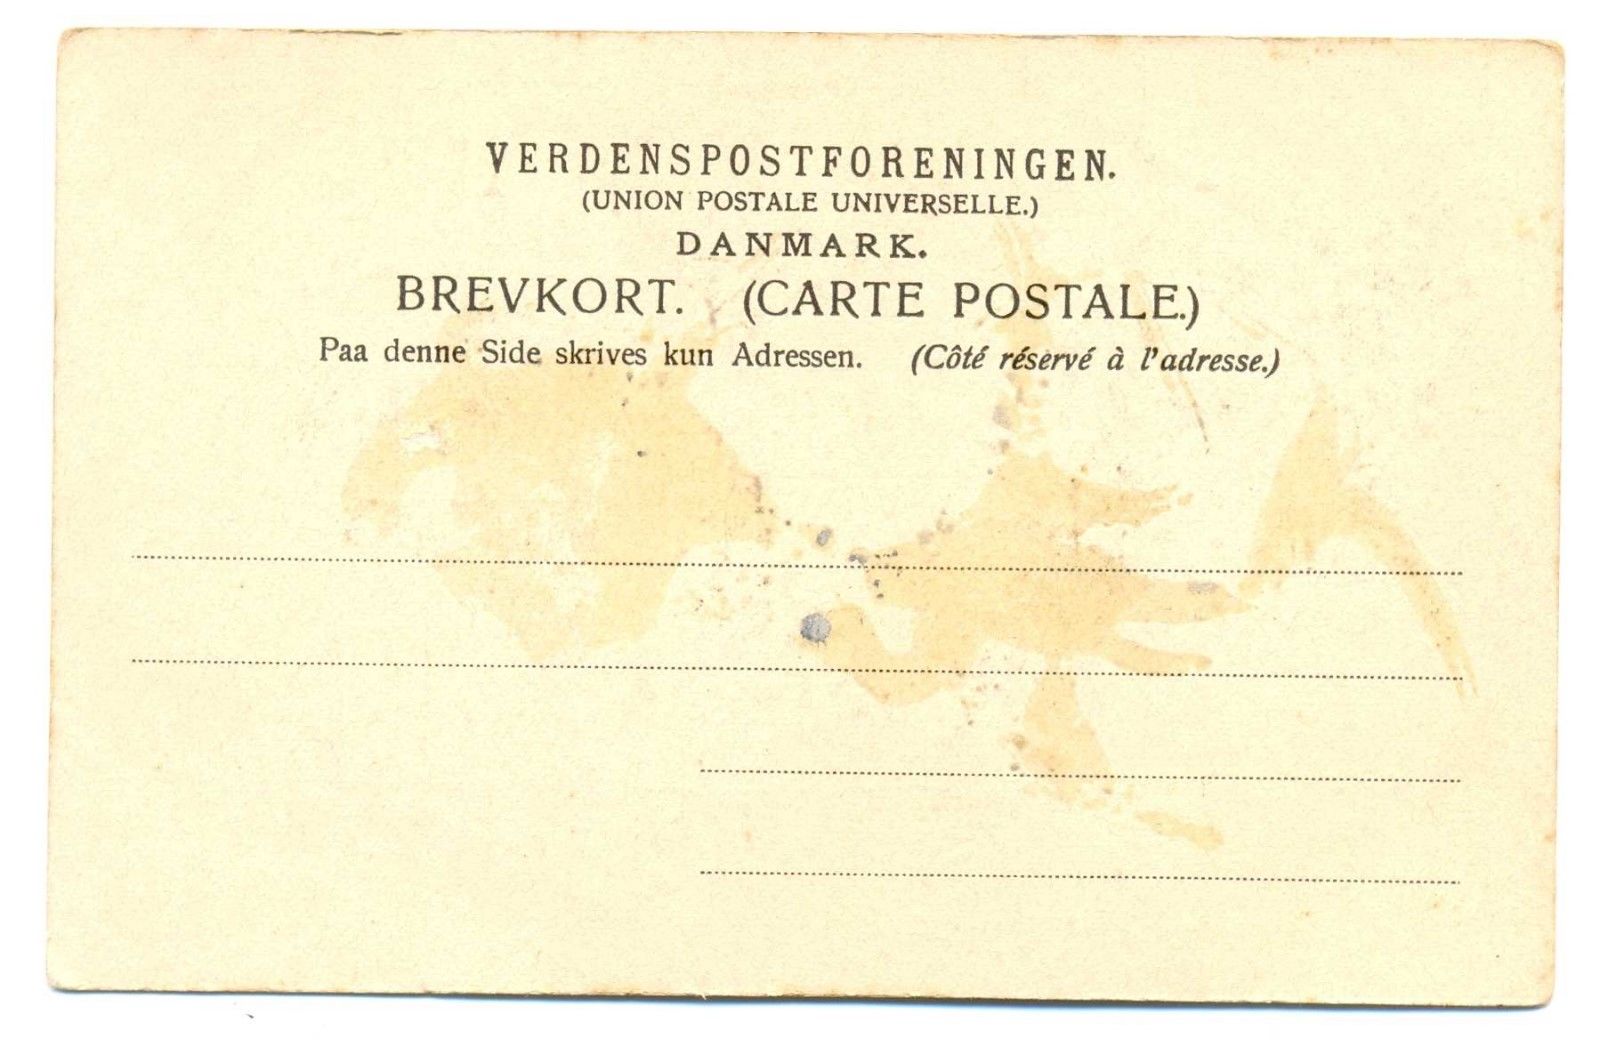 VERDENSPOSTFORENINGEN.
(UNION POSTALE UNIVERSELLE.)
DANMARK.
BREVKORT. (CARTE POSTALE.)
Paa denne Side skrives kun Adressen. (Côté réservé à l'adresse.)